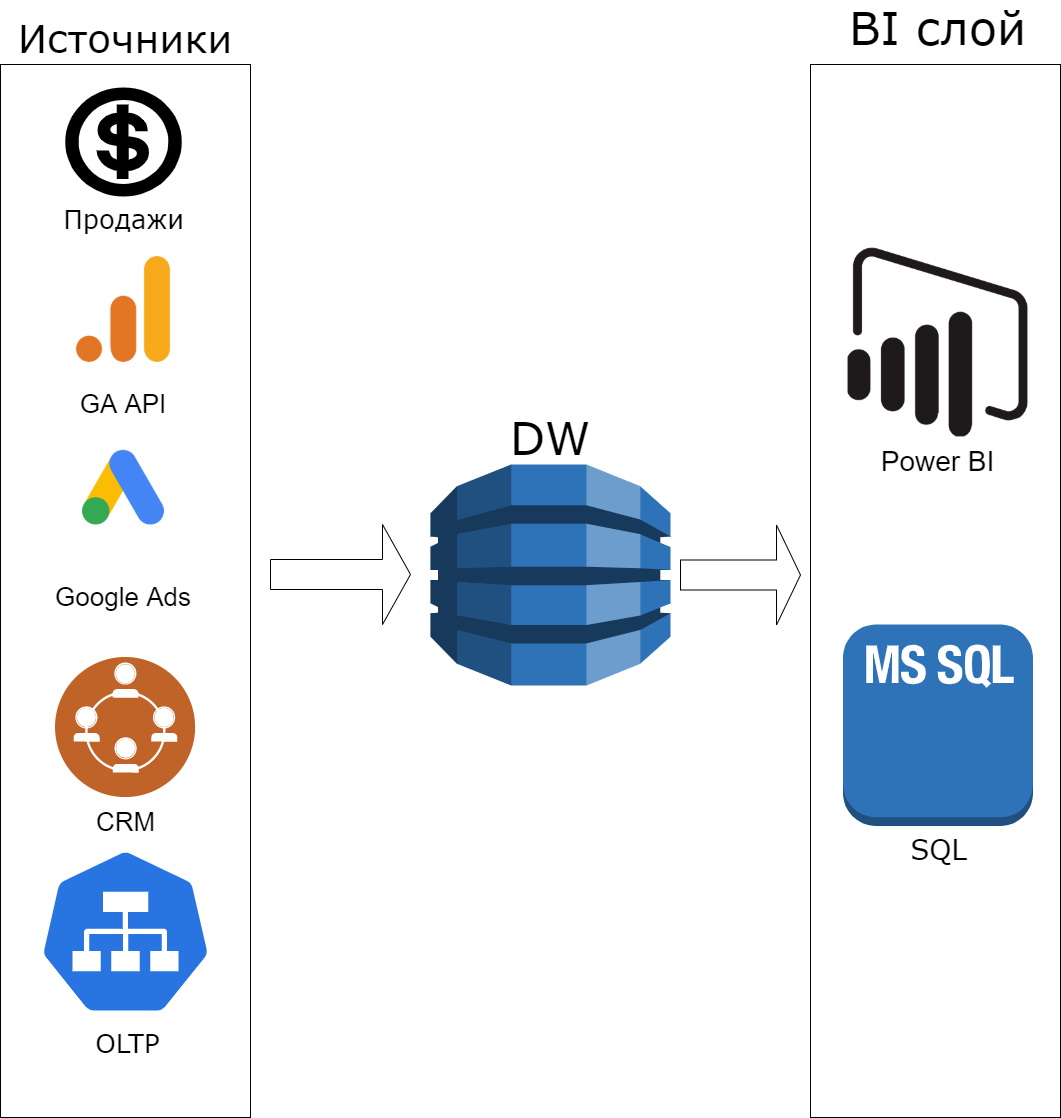 Источники
Продажи
GA API
Google Ads
CRM
OLTP
DW
BI слой
Power BI
MS SQL
SQL